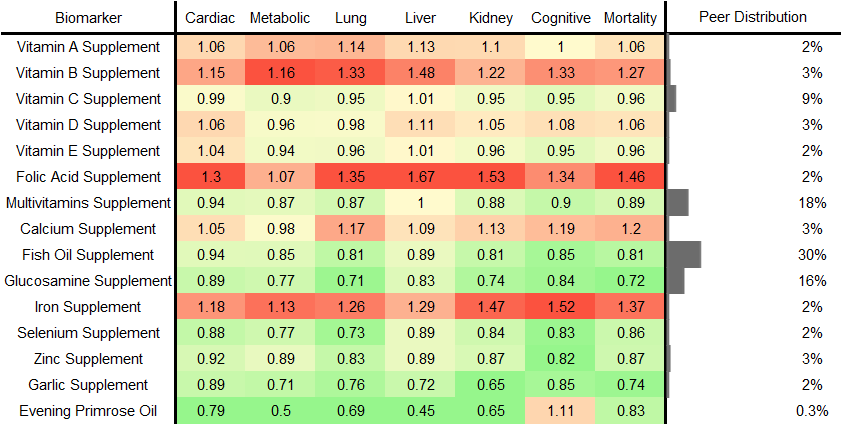 Biomarker Cardiac Metabolic Lung Liver Kidney Cognitive Mortality Peer Distribution
Vitamin A Supplement 1.06 1.06 1.14 1.13 1.1 1 1.06 2%
Vitamin B Supplement 1.15 1.16 1.33 1.48 1.22 1.33 1.27 3%
Vitamin C Supplement 0.99 0.9 0.95 1.01 0.95 0.95 0.96 9%
Vitamin D Supplement 1.06 0.96 0.98 1.11 1.05 1.08 1.06 3%
Vitamin E Supplement 1.04 0.94 0.96 1.01 0.96 0.95 0.96 2%
Folic Acid Supplement 1.3 1.07 1.35 1.67 1.53 1.34 1.46 2%
Multivitamins Supplement 0.94 0.87 0.87 1 0.88 0.9 0.89 18%
Calcium Supplement 1.05 0.98 1.17 1.09 1.13 1.19 1.2 3%
Fish Oil Supplement 0.94 0.85 0.81 0.89 0.81 0.85 0.81 30%
Glucosamine Supplement 0.89 0.77 0.71 0.83 0.74 0.84 0.72 16%
Iron Supplement 1.18 1.13 1.26 1.29 1.47 1.52 1.37 2%
Selenium Supplement 0.88 0.77 0.73 0.89 0.84 0.83 0.86 2%
Zinc Supplement 0.92 0.89 0.83 0.89 0.87 0.82 0.87 3%
Garlic Supplement 0.89 0.71 0.76 0.72 0.65 0.85 0.74 2%
Evening Primrose Oil 0.79 0.5 0.69 0.45 0.65 1.11 0.83 0.3%